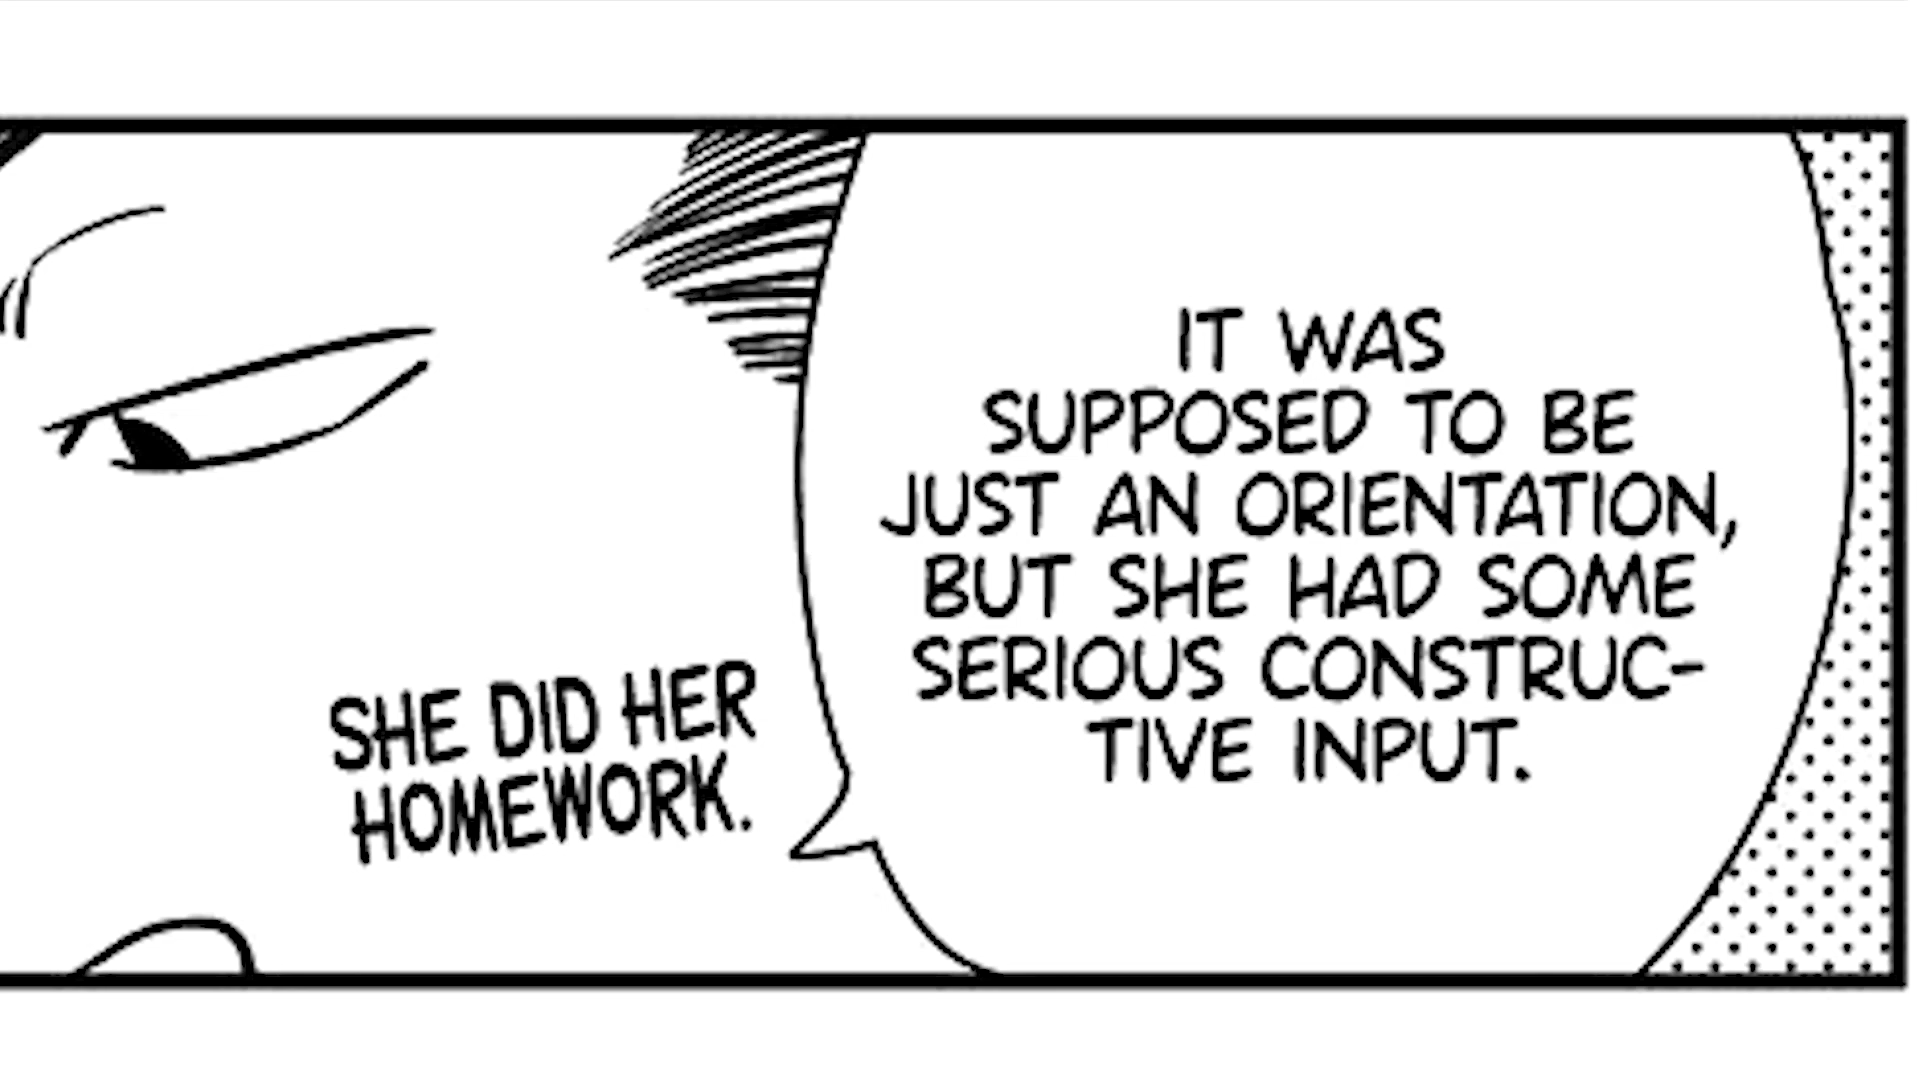 IT WAS
SUPPOSED TO BE
JUST AN ORIENTATION,
BUT SHE HAD SOME
SERIOUS CONSTRUC-
TIVE INPUT.
SHE DID HER
HOMEWORK.